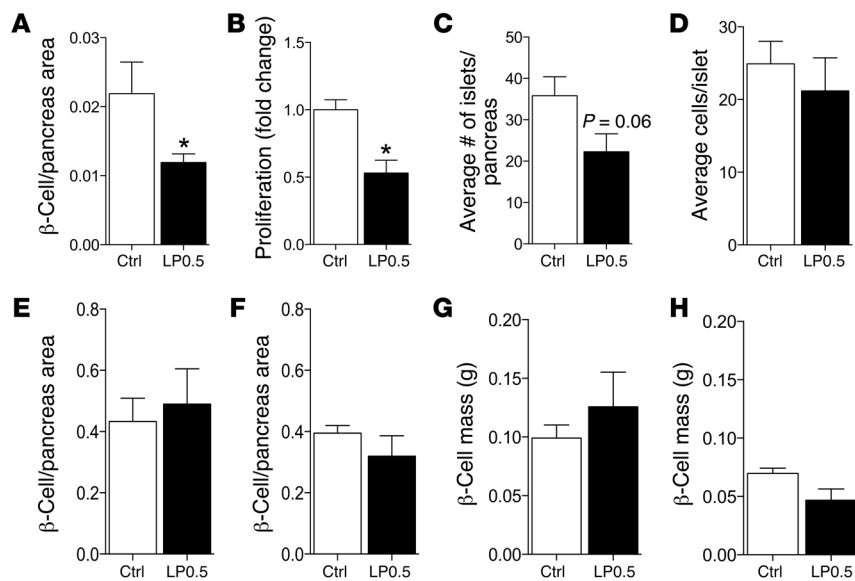 A
β-Cell/pancreas area
0.03
0.02
0.01
0.00
*
Ctrl
LP0.5
B
Proliferation (fold change)
1.5
1.0
0.5
0.0
*
Ctrl
LP0.5
C
Average # of islets/
pancreas
60
50
40
30
20
10
0
P = 0.06
Ctrl
LP0.5
D
Average cells/islet
30
20
10
0
Ctrl
LP0.5
E
β-Cell/pancreas area
0.8
0.6
0.4
0.2
0.0
Ctrl
LP0.5
F
β-Cell/pancreas area
0.8
0.6
0.4
0.2
0.0
Ctrl
LP0.5
G
β-Cell mass (g)
0.20
0.15
0.10
0.05
0.00
Ctrl
LP0.5
H
β-Cell mass (g)
0.20
0.15
0.10
0.05
0.00
Ctrl
LP0.5